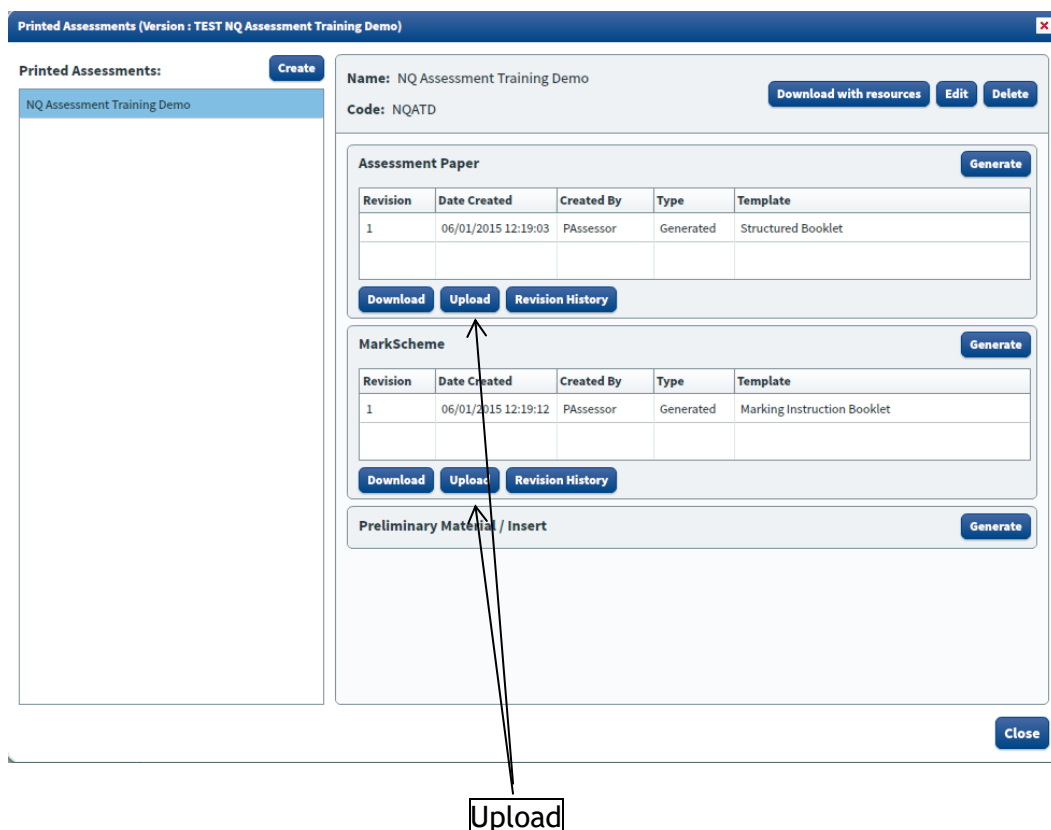 Printed Assessments (Version : TEST NQ Assessment Training Demo)
Printed Assessments:
Create
NQ Assessment Training Demo
Name: NQ Assessment Training Demo
Code: NQATD
Download with resources Edit Delete
Assessment Paper
Generate
Revision Date Created Created By Type Template
1 06/01/2015 12:19:03 PAssessor Generated Structured Booklet
Download Upload Revision History
MarkScheme
Generate
Revision Date Created Created By Type Template
1 06/01/2015 12:19:12 PAssessor Generated Marking Instruction Booklet
Download Upload Revision History
Preliminary Material / Insert
Generate
Close
Upload